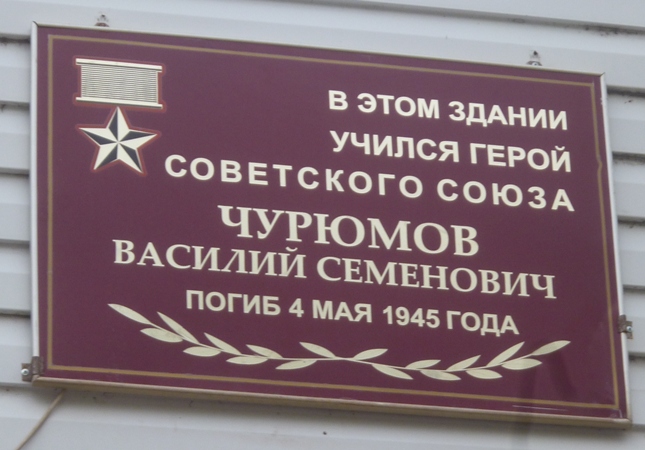 В ЭТОМ ЗДАНИИ
УЧИЛСЯ ГЕРОЙ
СОВЕТСКОГО СОЮЗА
ЧУРЮМОВ
ВАСИЛИЙ СЕМЕНОВИЧ
ПОГИБ 4 МАЯ 1945 ГОДА